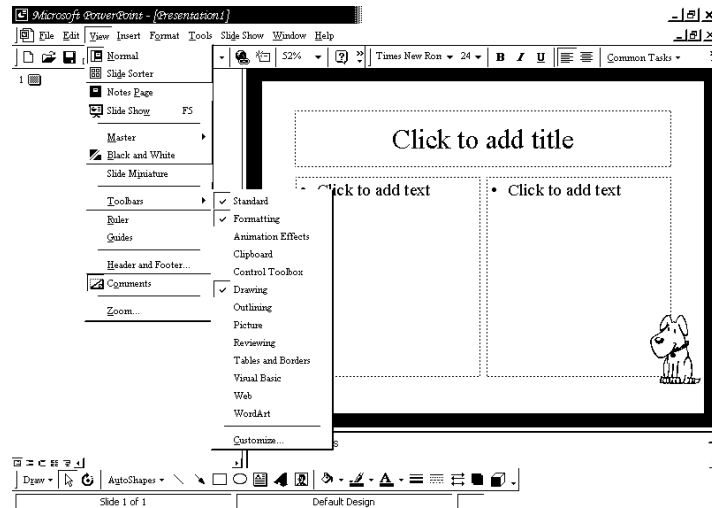 Microsoft PowerPoint - [Presentation1]
File Edit View Insert Format Tools Slide Show Window Help
52% Times New Ron 24 B I U Common Tasks
1
Normal
Slide Sorter
Notes Page
Slide Show F5
Master
Black and White
Slide Miniature
Toolbars
Ruler
Guides
Header and Footer...
Comments
Zoom...
Standard
Formatting
Animation Effects
Clipboard
Control Toolbox
Drawing
Outlining
Picture
Reviewing
Tables and Borders
Visual Basic
Web
WordArt
Customize...
Click to add title
• Click to add text
• Click to add text
Draw AutoShapes
Slide 1 of 1 Default Design